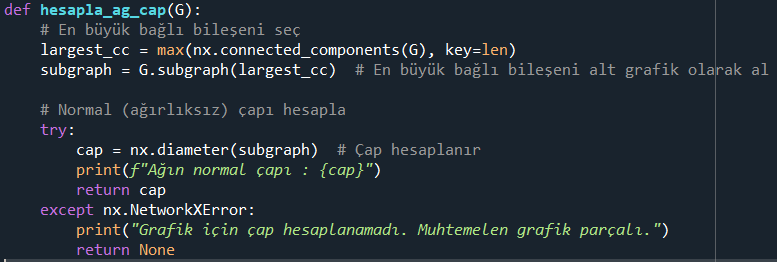 def hesapla_ag_cap(G):
    # En büyük bağlı bileşeni seç
    largest_cc = max(nx.connected_components(G), key=len)
    subgraph = G.subgraph(largest_cc)  # En büyük bağlı bileşeni alt grafik olarak al
    # Normal (ağırlıksız) çapı hesapla
    try:
        cap = nx.diameter(subgraph)  # Çap hesaplanır
        print(f"Ağın normal çapı : {cap}")
        return cap
    except nx.NetworkXError:
        print("Grafik için çap hesaplanamadı. Muhtemelen grafik parçalı.")
        return None